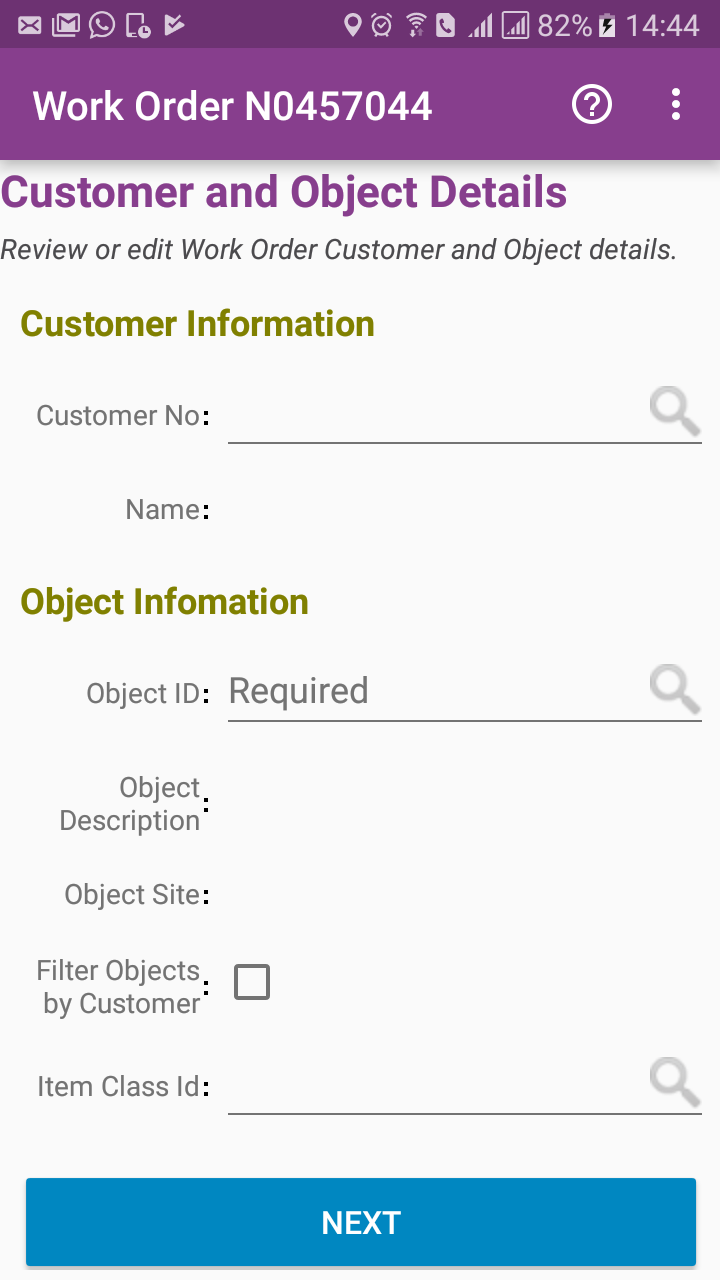 82% 14:44
Work Order N0457044
Customer and Object Details
Review or edit Work Order Customer and Object details.
Customer Information
Customer No:
Name:
Object Infomation
Object ID: Required
Object
Description:
Object Site:
Filter Objects
by Customer:
Item Class Id:
NEXT